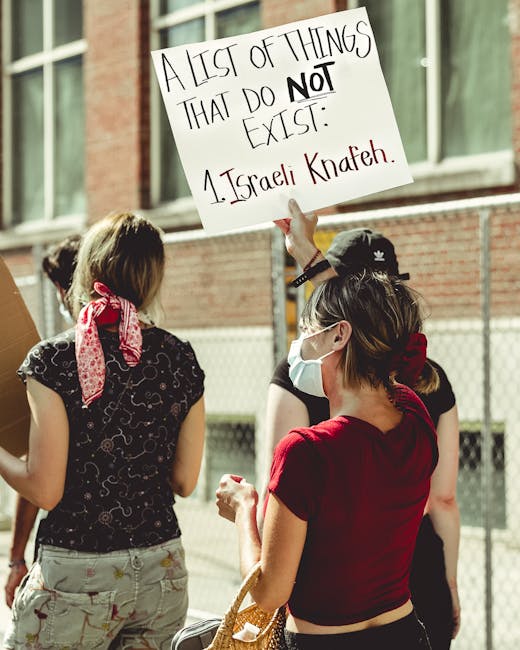 A LIST OF THINGS
THAT DO NOT
EXIST:
1. Israeli Knafeh.